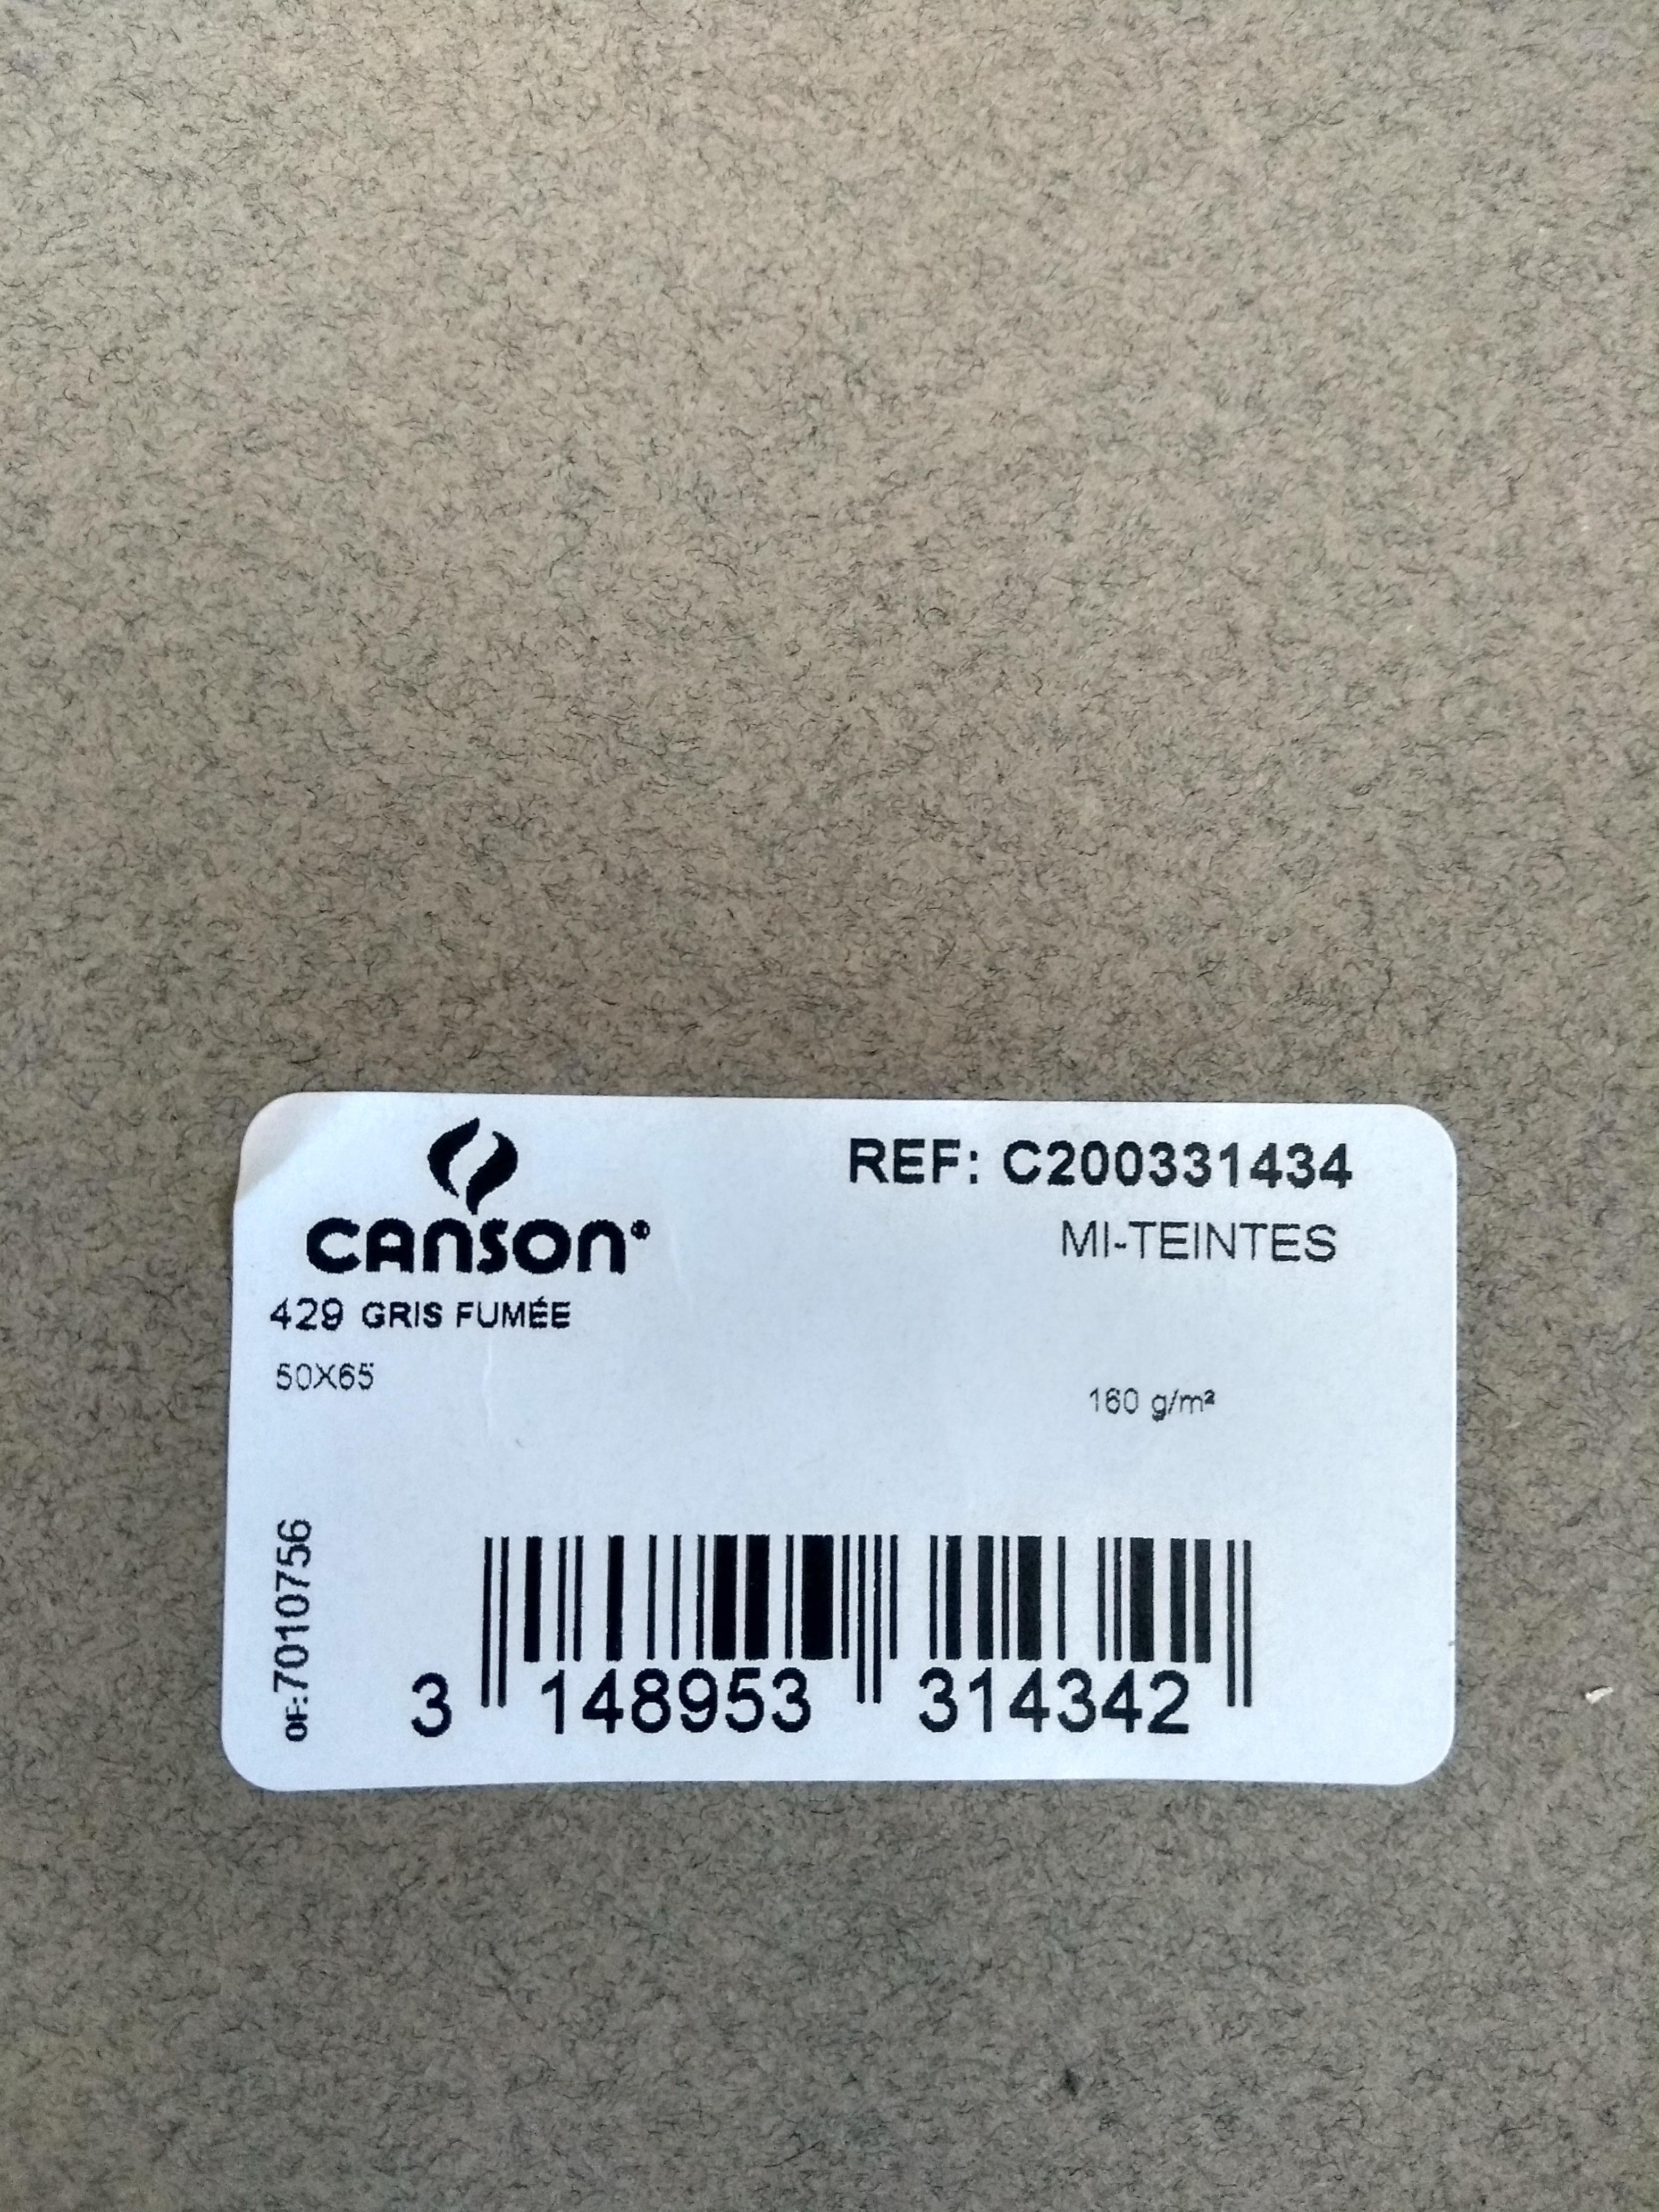 CANSON®
REF: C200331434
MI-TEINTES
429 GRIS FUMÉE
50X65
160 g/m²
OF:7010756
3 148953 314342